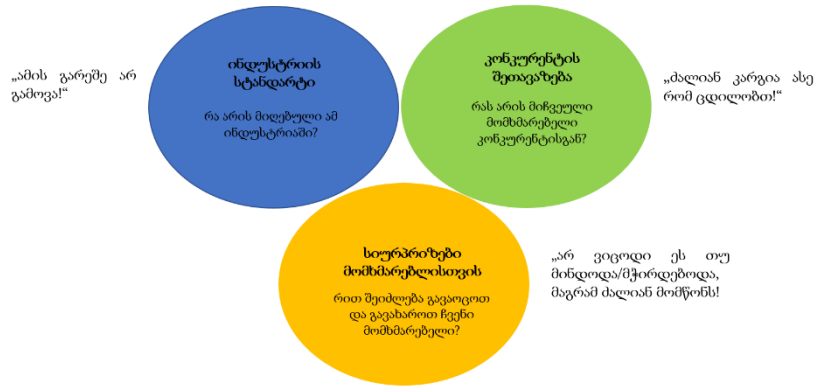 „ამის გარეშე არ
გამოვა!“
ინდუსტრიის
სტანდარტი
რა არის მიღებული ამ
ინდუსტრიაში?
კონკურენტის
შეთავაზება
რას არის მიჩვეული
მომხმარებელი
კონკურენტისგან?
„ძალიან კარგია ასე
რომ ცდილობთ!“
სიურპრიზები
მომხმარებლისთვის
რით შეიძლება გავაოცოთ
და გავახაროთ ჩვენი
მომხმარებელი?
„არ ვიცოდი ეს თუ
მინდოდა/მჭირდებოდა,
მაგრამ ძალიან მომწონს!